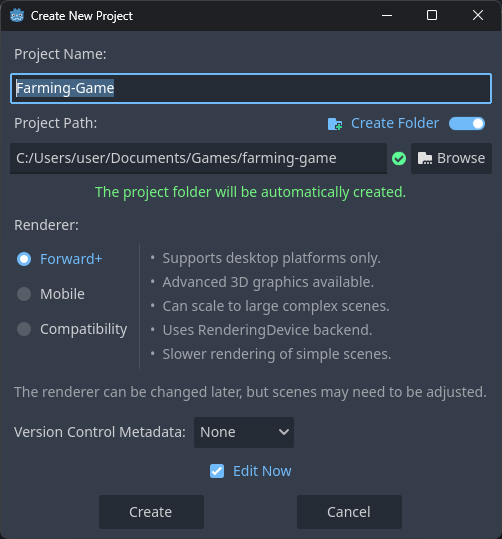 Create New Project
Project Name:
Farming-Game
Project Path:
Create Folder
C:/Users/user/Documents/Games/farming-game
Browse
The project folder will be automatically created.
Renderer:
Forward+
Mobile
Compatibility
• Supports desktop platforms only.
• Advanced 3D graphics available.
• Can scale to large complex scenes.
• Uses RenderingDevice backend.
• Slower rendering of simple scenes.
The renderer can be changed later, but scenes may need to be adjusted.
Version Control Metadata: None
Edit Now
Create
Cancel